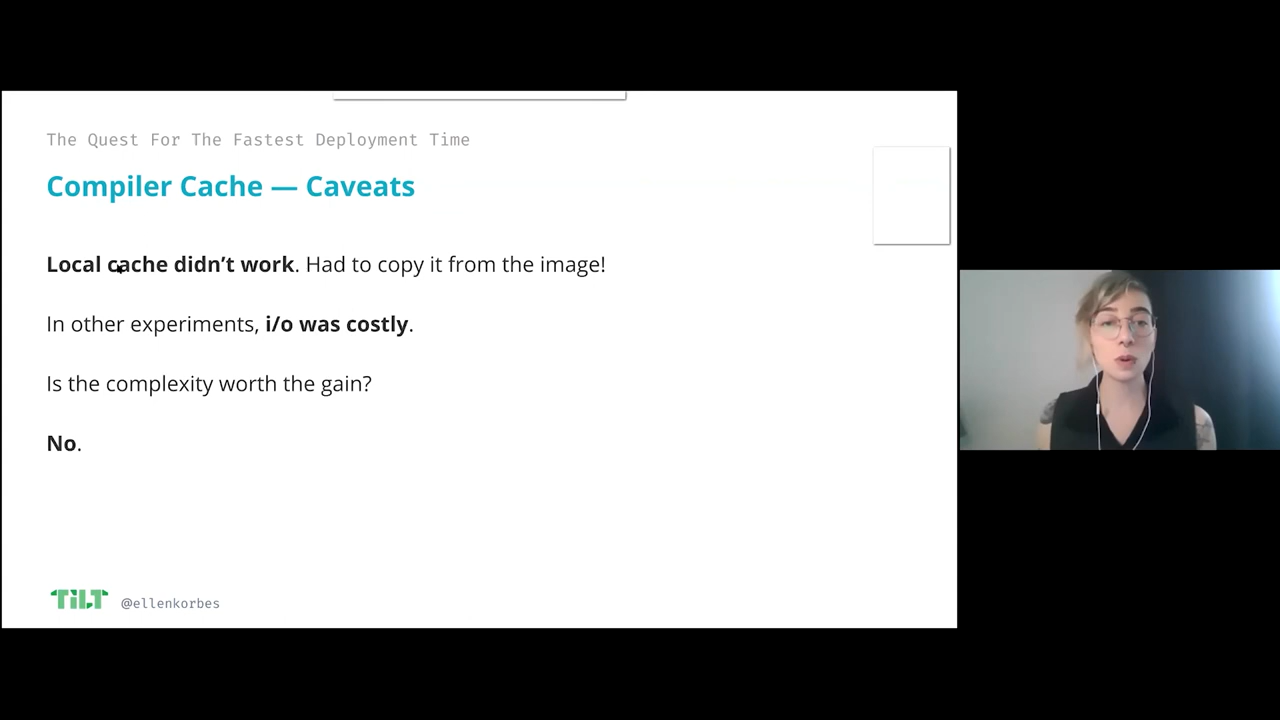 The Quest For The Fastest Deployment Time
Compiler Cache — Caveats
Local cache didn’t work. Had to copy it from the image!
In other experiments, i/o was costly.
Is the complexity worth the gain?
No.
TILT @ellenkorbes